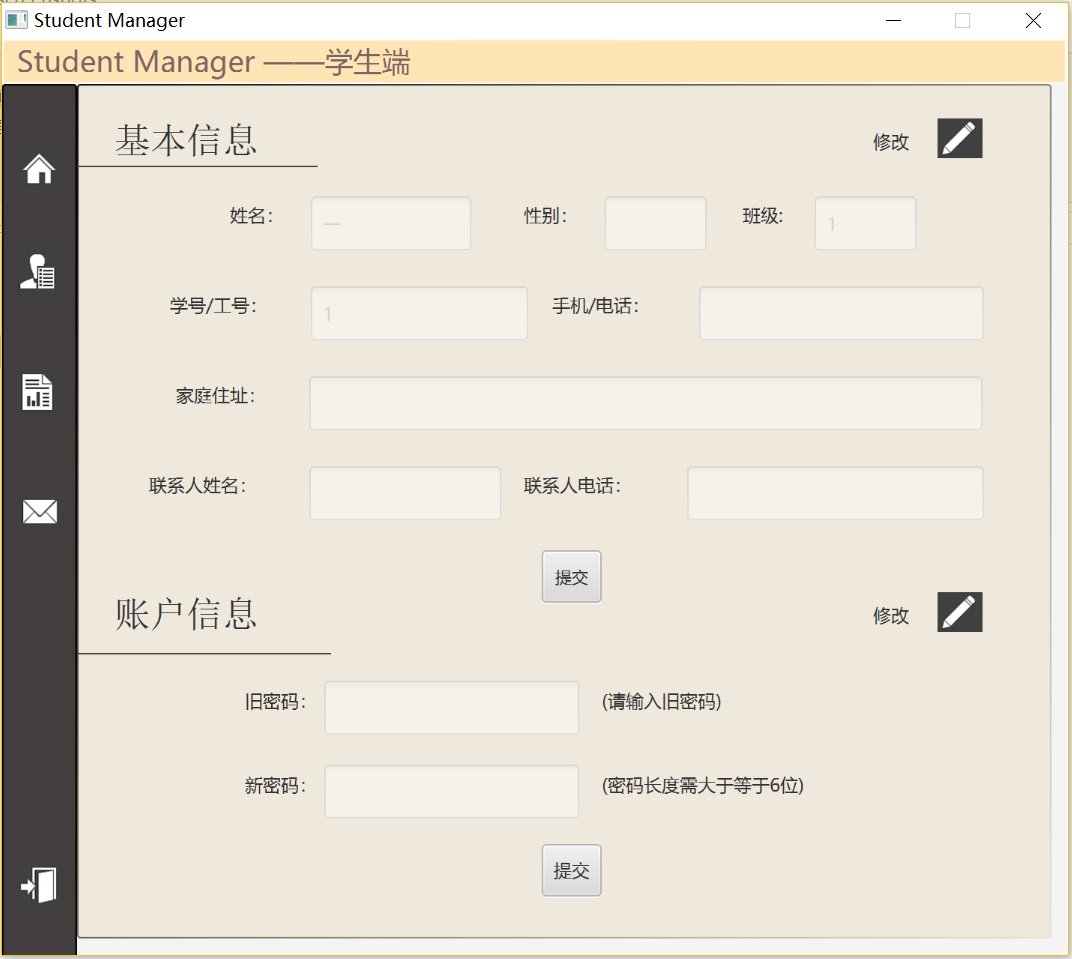 Student Manager
Student Manager ——学生端
基本信息 修改
姓名： — 性别： 班级： 1
学号/工号： 1 手机/电话：
家庭住址：
联系人姓名： 联系人电话：
提交
账户信息 修改
旧密码： (请输入旧密码)
新密码： (密码长度需大于等于6位)
提交